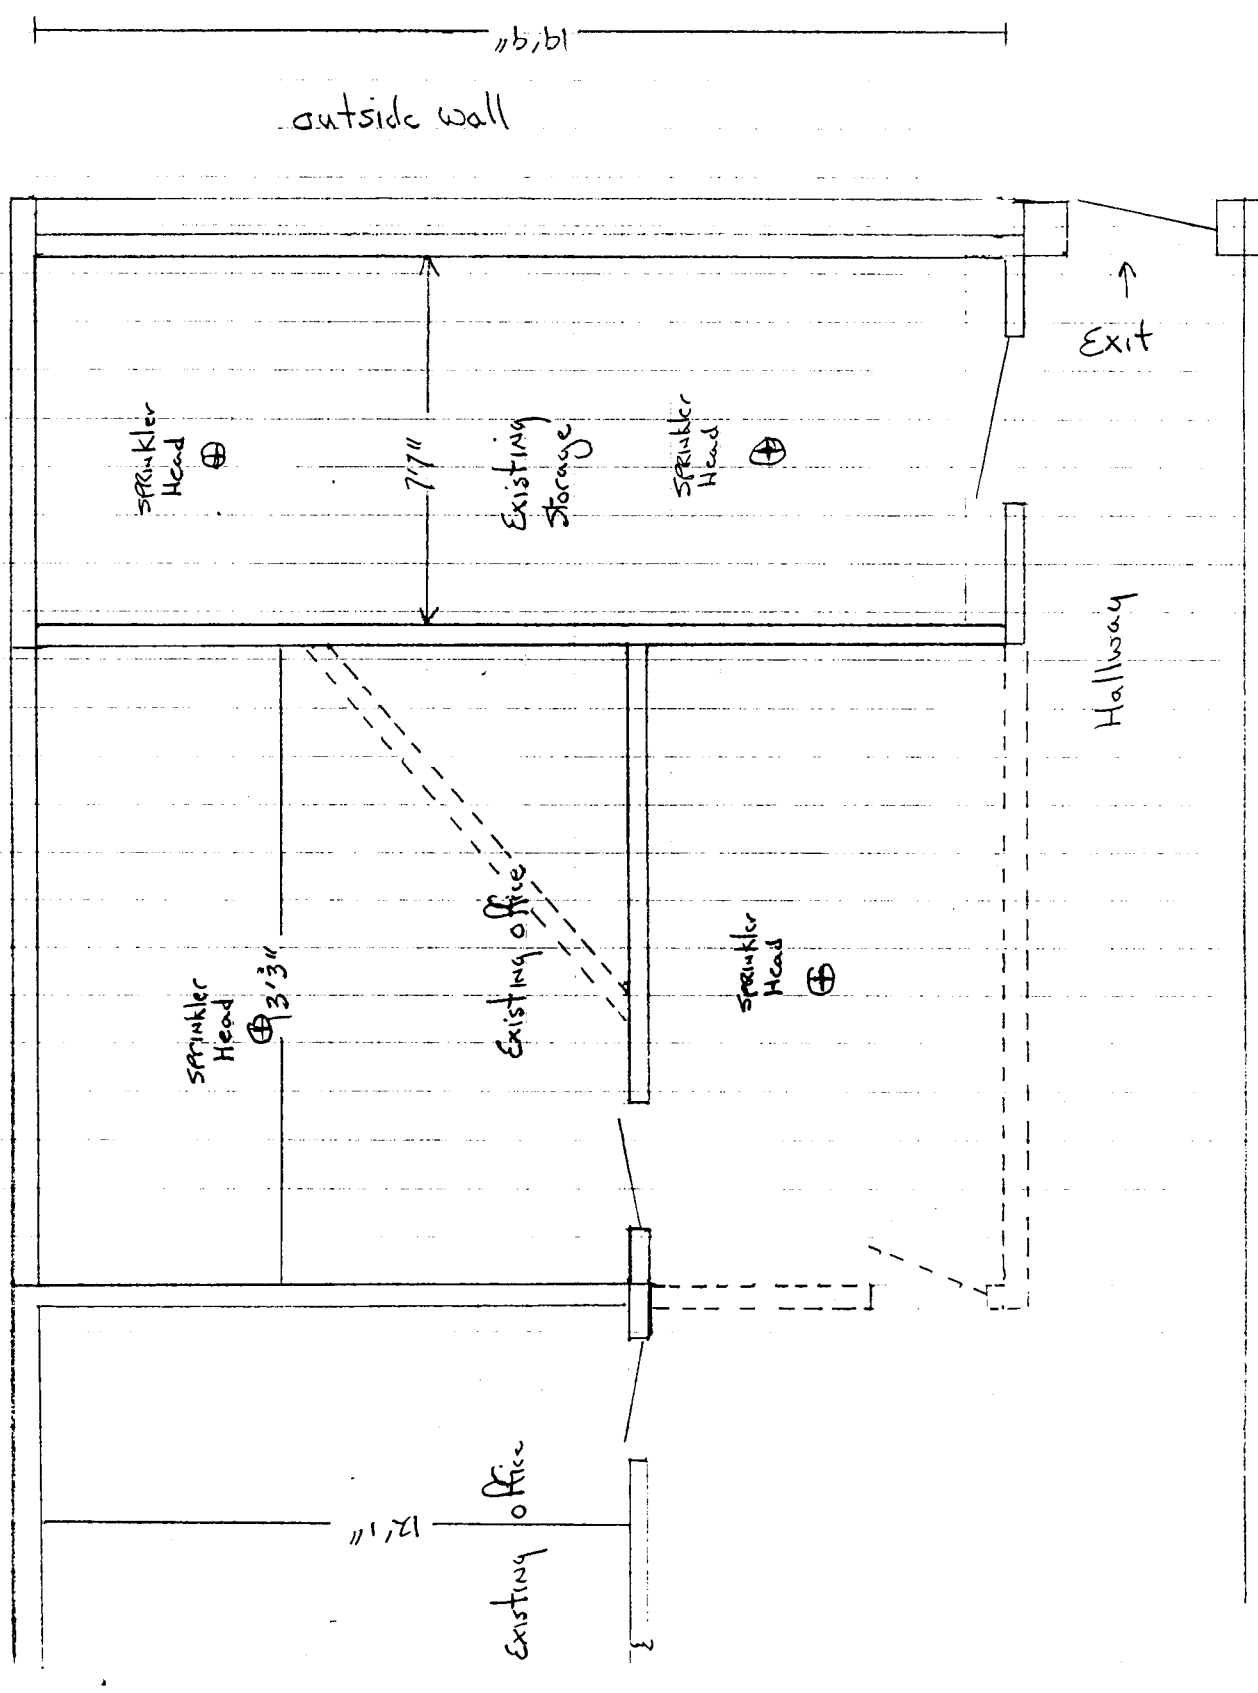 19'9"
outside wall
Exit
Sprinkler
Head
7'7"
Existing
Storage
Sprinkler
Head
Hallway
Sprinkler
Head
13'3"
Existing office
Sprinkler
Head
12'1"
Existing office